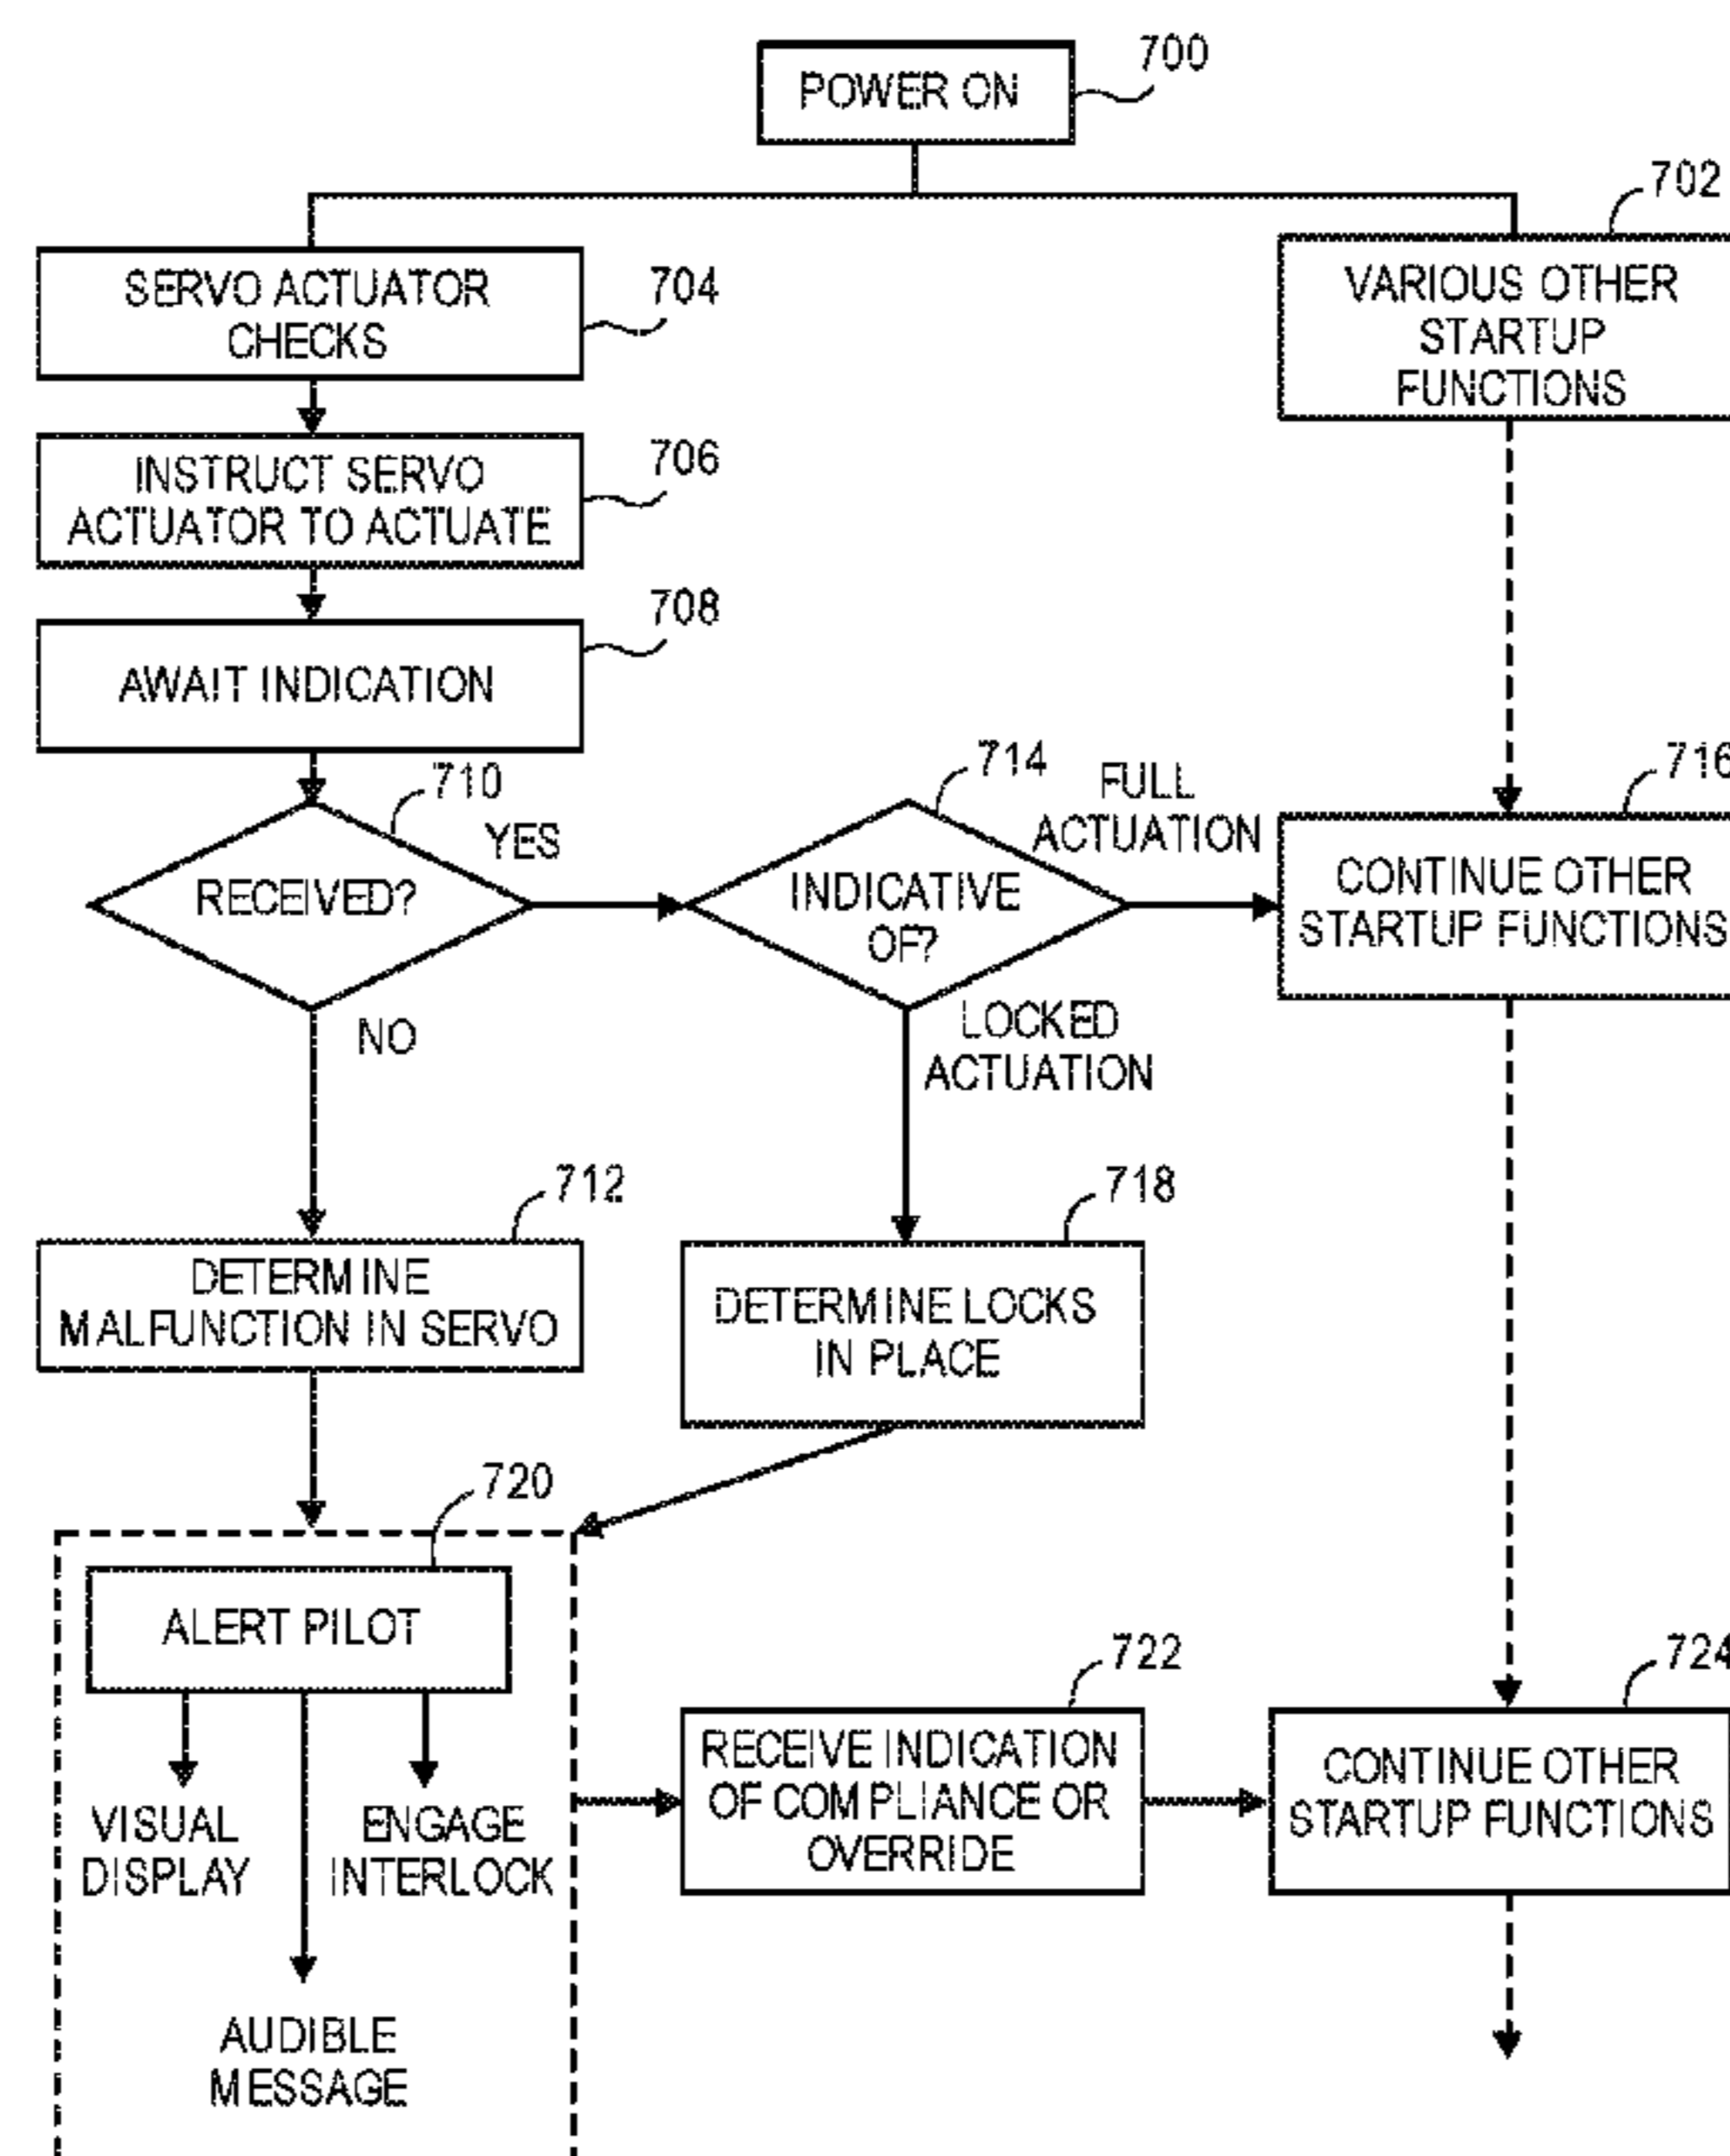 POWER ON
700
702
SERVO ACTUATOR
CHECKS
704
VARIOUS OTHER
STARTUP
FUNCTIONS
INSTRUCT SERVO
ACTUATOR TO ACTUATE
706
AWAIT INDICATION
708
710
RECEIVED?
YES
NO
714
INDICATIVE
OF?
FULL
ACTUATION
LOCKED
ACTUATION
716
CONTINUE OTHER
STARTUP FUNCTIONS
712
DETERMINE
MALFUNCTION IN SERVO
718
DETERMINE LOCKS
IN PLACE
720
ALERT PILOT
VISUAL
DISPLAY
ENGAGE
INTERLOCK
AUDIBLE
MESSAGE
722
RECEIVE INDICATION
OF COMPLIANCE OR
OVERRIDE
724
CONTINUE OTHER
STARTUP FUNCTIONS